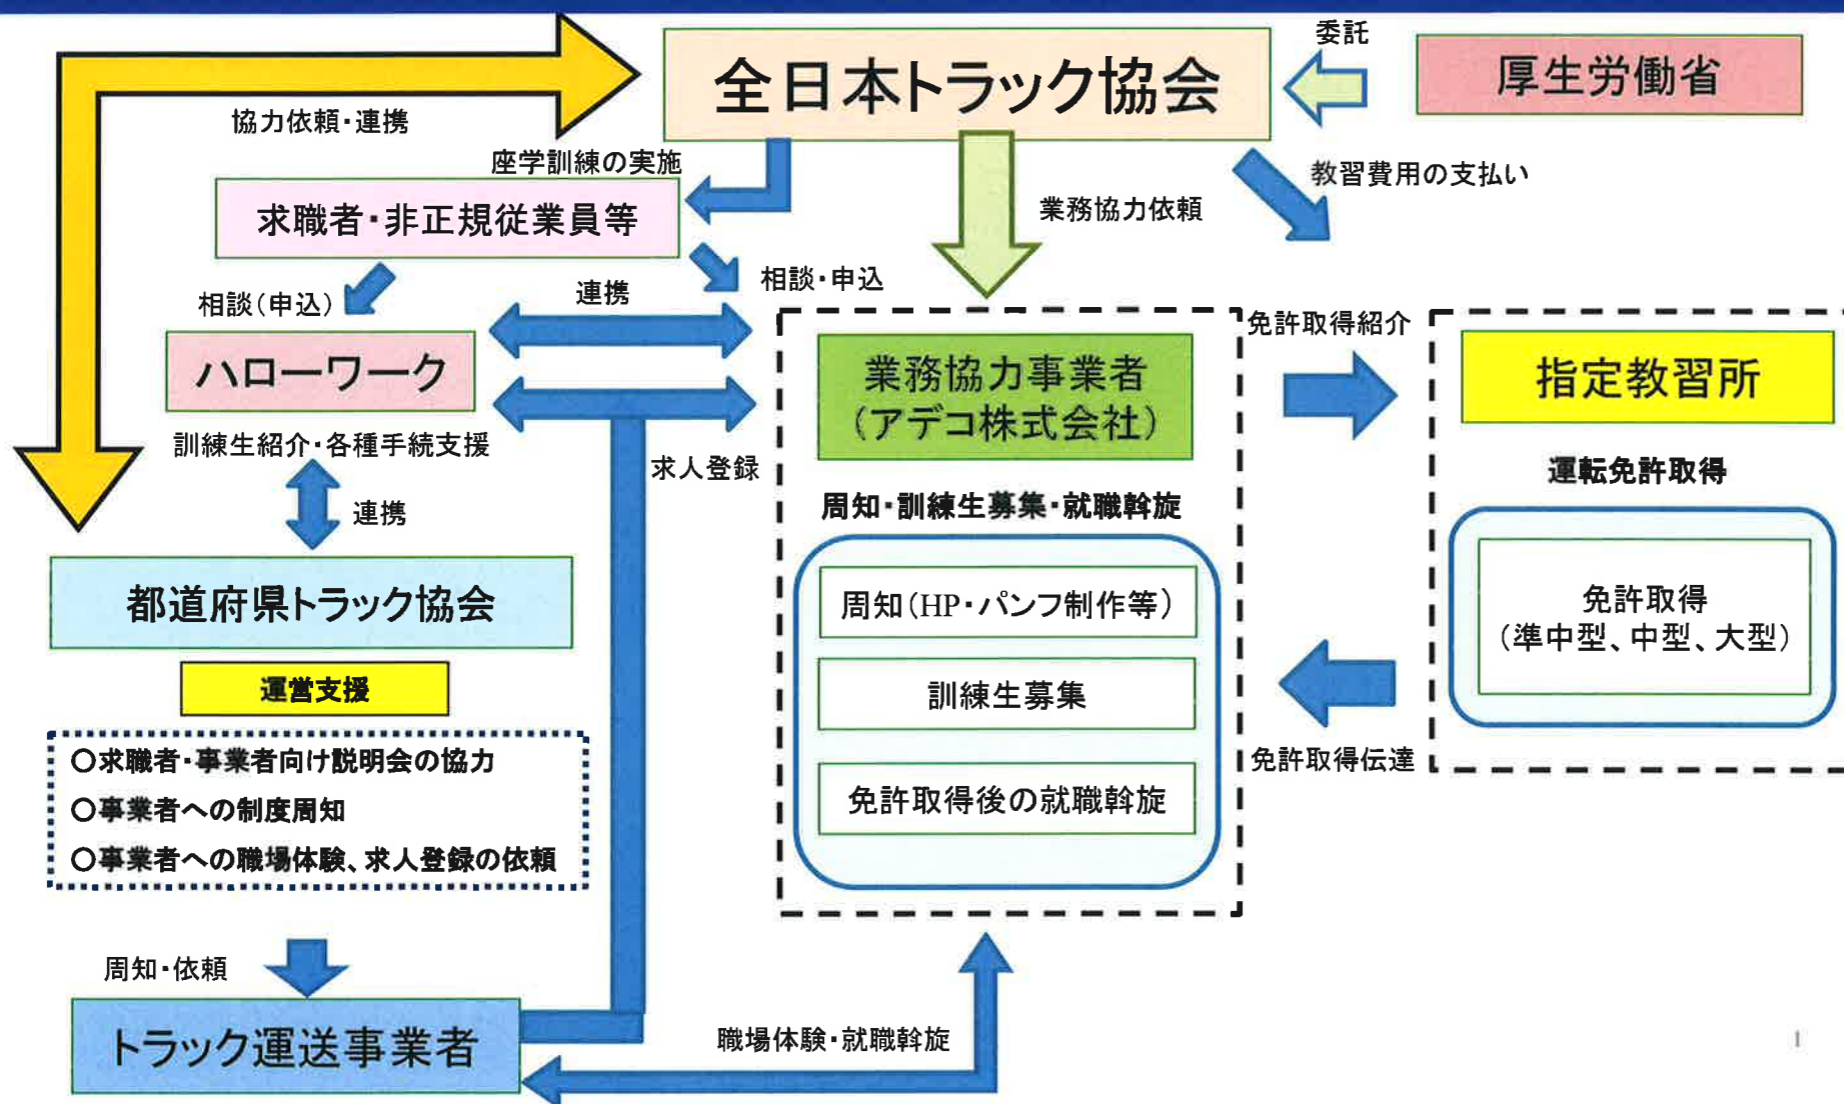 委託
全日本トラック協会
厚生労働省
協力依頼・連携
座学訓練の実施
教習費用の支払い
求職者・非正規従業員等
業務協力依頼
相談(申込)
連携
相談・申込
免許取得紹介
ハローワーク
業務協力事業者
(アデコ株式会社)
指定教習所
訓練生紹介・各種手続支援
求人登録
運転免許取得
連携
周知・訓練生募集・就職斡旋
都道府県トラック協会
周知(HP・パンフ制作等)
免許取得
(準中型、中型、大型)
運営支援
訓練生募集
○求職者・事業者向け説明会の協力
免許取得伝達
○事業者への制度周知
免許取得後の就職斡旋
○事業者への職場体験、求人登録の依頼
周知・依頼
トラック運送事業者
職場体験・就職斡旋
1